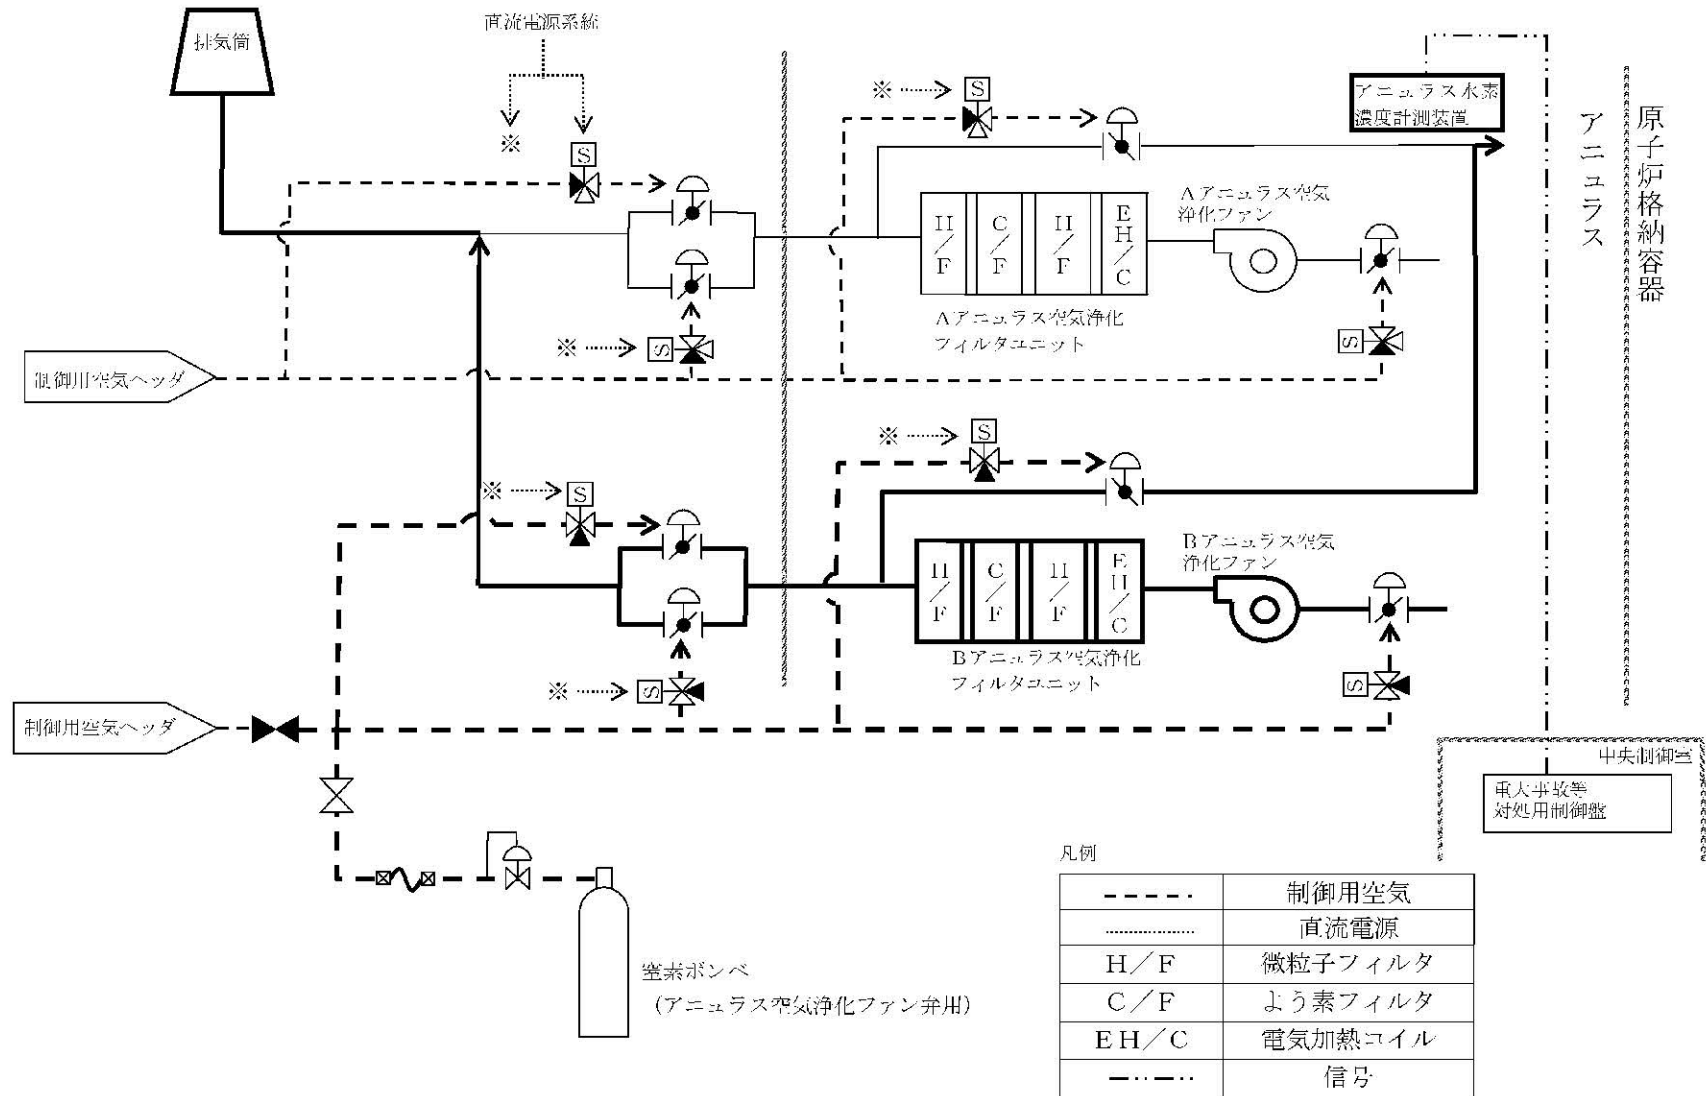 排気筒
直流電源系統
※
S
※
S
アニュラス水素
濃度計測装置
アニュラス
原子炉格納容器
S
H/F
C/F
H/F
EH/C
Aアニュラス空気
浄化ファン
Aアニュラス空気浄化
フィルタユニット
※
S
S
制御用空気ヘッダ
※
S
※
S
H/F
C/F
H/F
EH/C
Bアニュラス空気
浄化ファン
Bアニュラス空気浄化
フィルタユニット
※
S
S
制御用空気ヘッダ
中央制御室
重大事故等
対処用制御盤
窒素ボンベ
(アニュラス空気浄化ファン弁用)
凡例
制御用空気
直流電源
H/F 微粒子フィルタ
C/F よう素フィルタ
EH/C 電気加熱コイル
信号